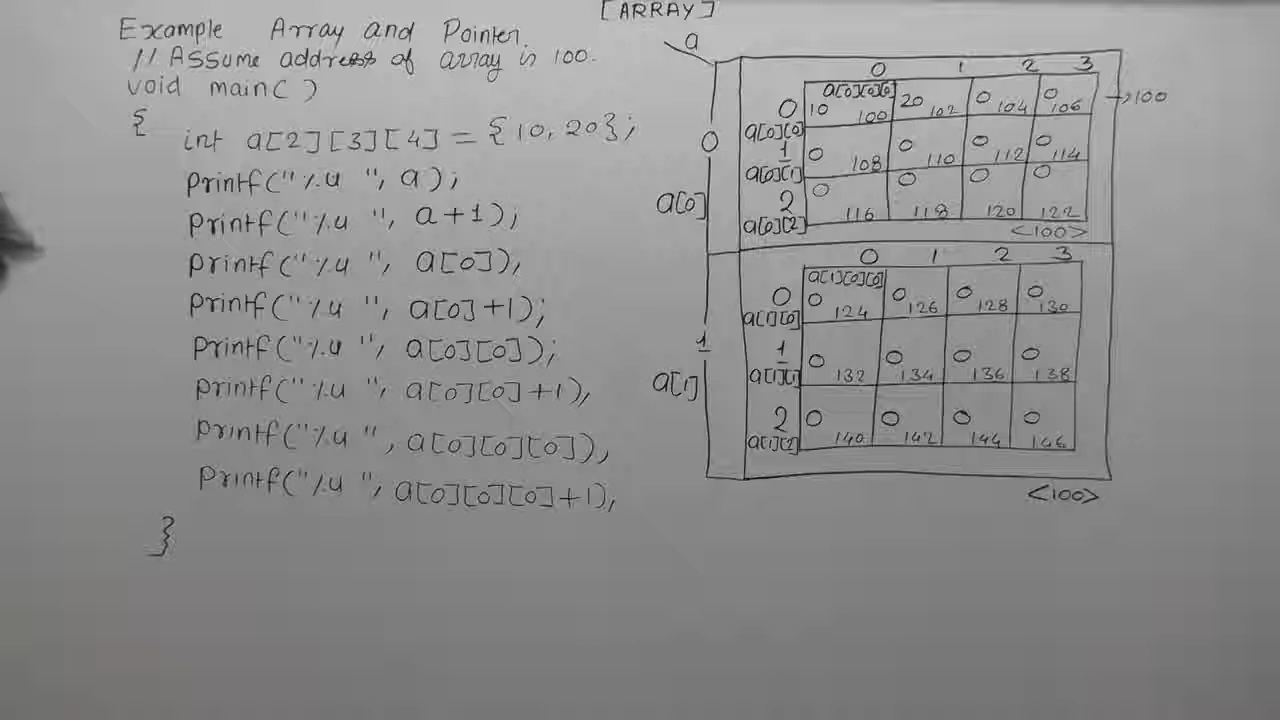 [ARRAY]
Example Array and Pointer.
// Assume address of array is 100.
void main( )
{
int a[2][3][4] = {10, 20};
printf("%u ", a);
printf("%u ", a+1);
printf("%u ", a[0]);
printf("%u ", a[0]+1);
printf("%u ", a[0][0]);
printf("%u ", a[0][0]+1);
printf("%u ", a[0][0][0]);
printf("%u ", a[0][0][0]+1);
}
a
0 1 2 3
0 a[0][0][0] →100
a[0][0] 10 100 20 102 0 104 0 106
0
1
a[0][1] 0 108 0 110 0 112 0 114
a[0]
2
a[0][2] 0 116 0 118 0 120 0 122
<100>
0 1 2 3
0 a[1][0][0]
a[1][0] 0 124 0 126 0 128 0 130
1
1
a[1][1] 0 132 0 134 0 136 0 138
a[1]
2
a[1][2] 0 140 0 142 0 144 0 146
<100>